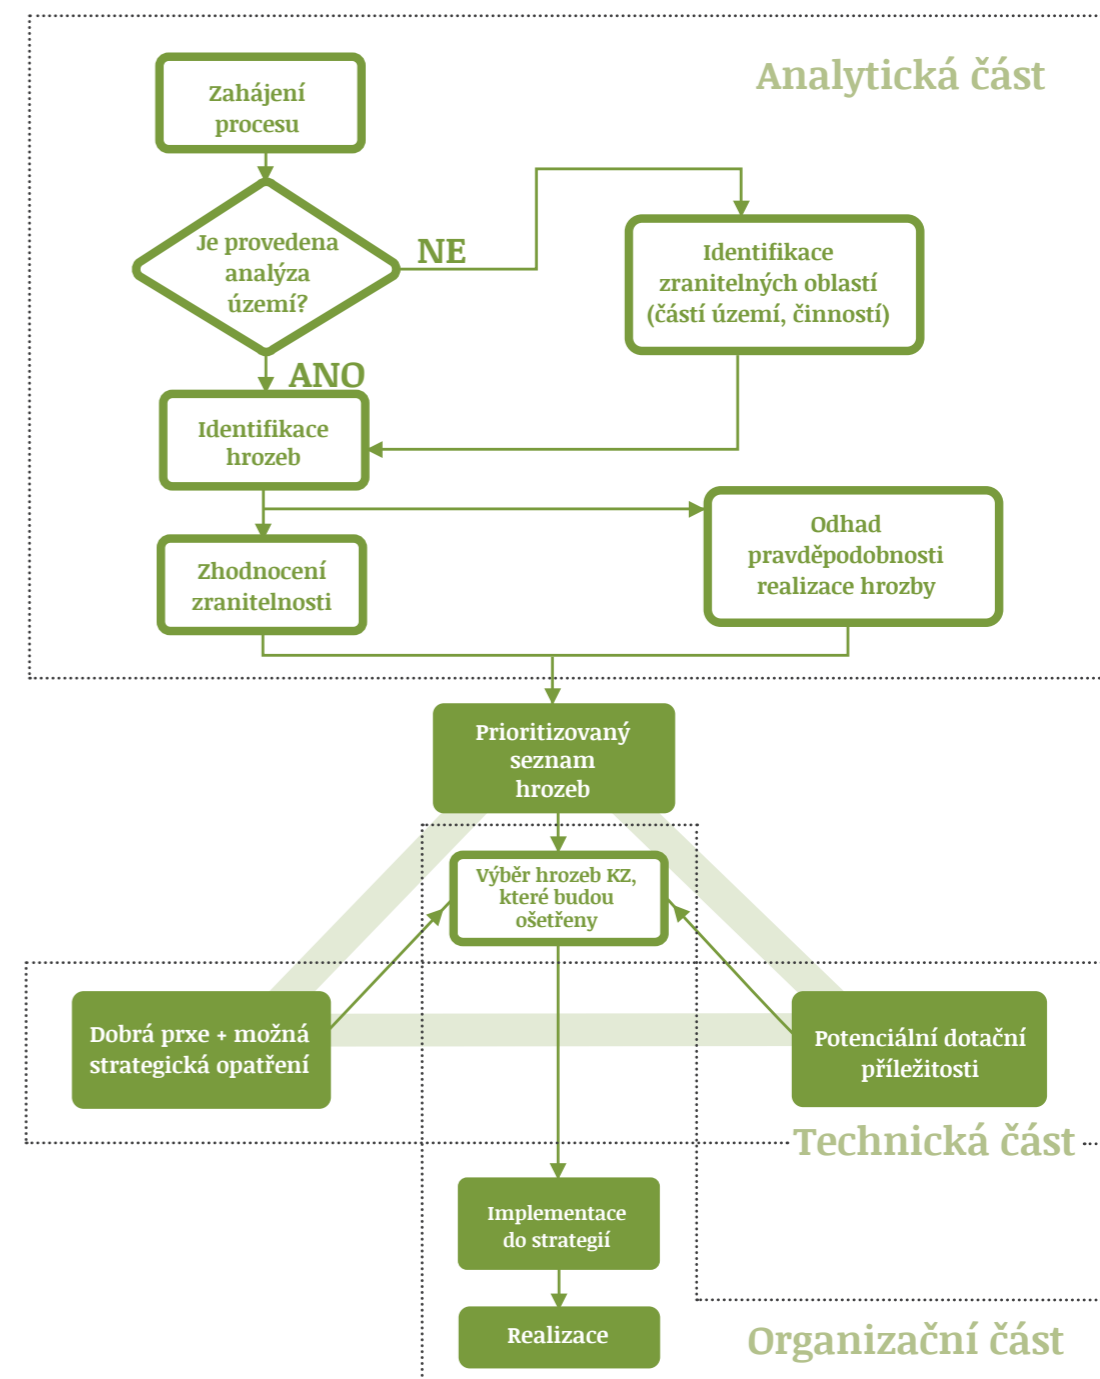 Analytická část
Zahájení
procesu
Je provedena
analýza
území?
NE
Identifikace
zranitelných oblastí
(částí území, činností)
ANO
Identifikace
hrozeb
Odhad
pravděpodobnosti
realizace hrozby
Zhodnocení
zranitelnosti
Prioritizovaný
seznam
hrozeb
Výběr hrozeb KZ,
které budou
ošetřeny
Dobrá prxe + možná
strategická opatření
Potenciální dotační
příležitosti
Technická část
Implementace
do strategií
Realizace
Organizační část